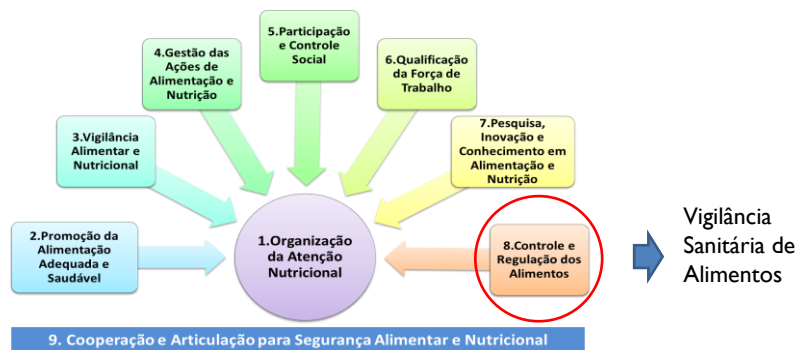 5.Participação
e Controle
Social
4.Gestão das
Ações de
Alimentação e
Nutrição
6.Qualificação
da Força de
Trabalho
3.Vigilância
Alimentar e
Nutricional
7.Pesquisa,
Inovação e
Conhecimento em
Alimentação e
Nutrição
2.Promoção da
Alimentação
Adequada e
Saudável
1.Organização
da Atenção
Nutricional
8.Controle e
Regulação dos
Alimentos
Vigilância
Sanitária de
Alimentos
9. Cooperação e Articulação para Segurança Alimentar e Nutricional